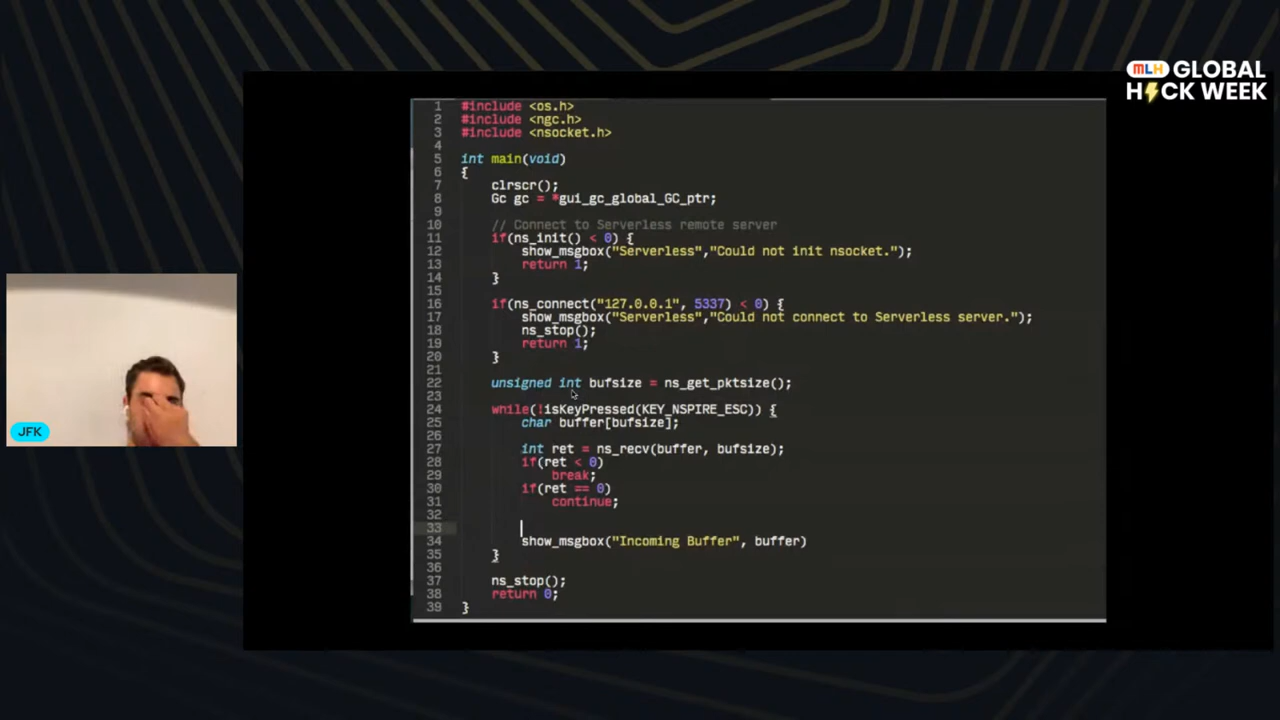 MLH GLOBAL
HCK WEEK
1 #include <os.h>
2 #include <ngc.h>
3 #include <nsocket.h>
4
5 int main(void)
6 {
7 clrscr();
8 Gc gc = *gui_gc_global_GC_ptr;
9
10 // Connect to Serverless remote server
11 if(ns_init() < 0) {
12 show_msgbox("Serverless","Could not init nsocket.");
13 return 1;
14 }
15
16 if(ns_connect("127.0.0.1", 5337) < 0) {
17 show_msgbox("Serverless","Could not connect to Serverless server.");
18 ns_stop();
19 return 1;
20 }
21
22 unsigned int bufsize = ns_get_pktsize();
23
24 while(!isKeyPressed(KEY_NSPIRE_ESC)) {
25 char buffer[bufsize];
26
27 int ret = ns_recv(buffer, bufsize);
28 if(ret < 0)
29 break;
30 if(ret == 0)
31 continue;
32
33
34 show_msgbox("Incoming Buffer", buffer)
35 }
36
37 ns_stop();
38 return 0;
39 }
JFK